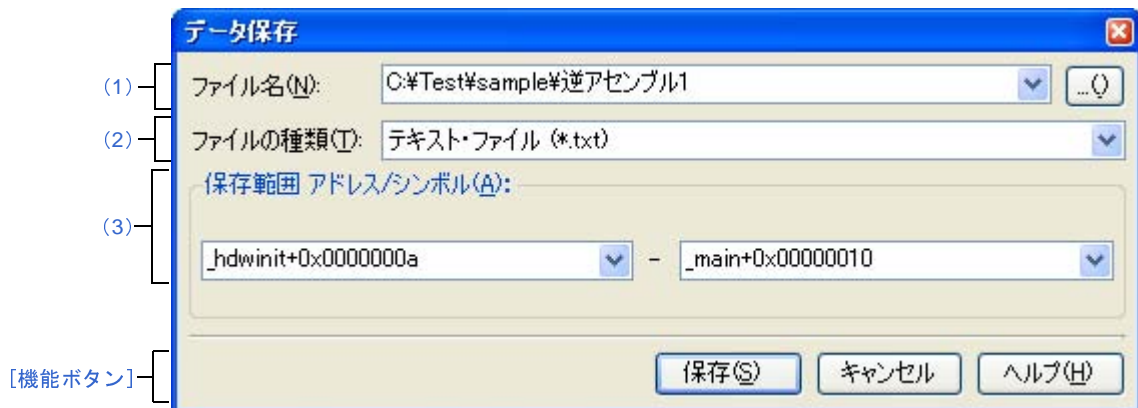 データ保存
(1)
ファイル名(N):
C:¥Test¥sample¥逆アセンブル1
...()
(2)
ファイルの種類(T):
テキスト・ファイル (*.txt)
(3)
保存範囲 アドレス/シンボル(A):
_hdwinit+0x0000000a
-
_main+0x00000010
[機能ボタン]
保存(S)
キャンセル
ヘルプ(H)